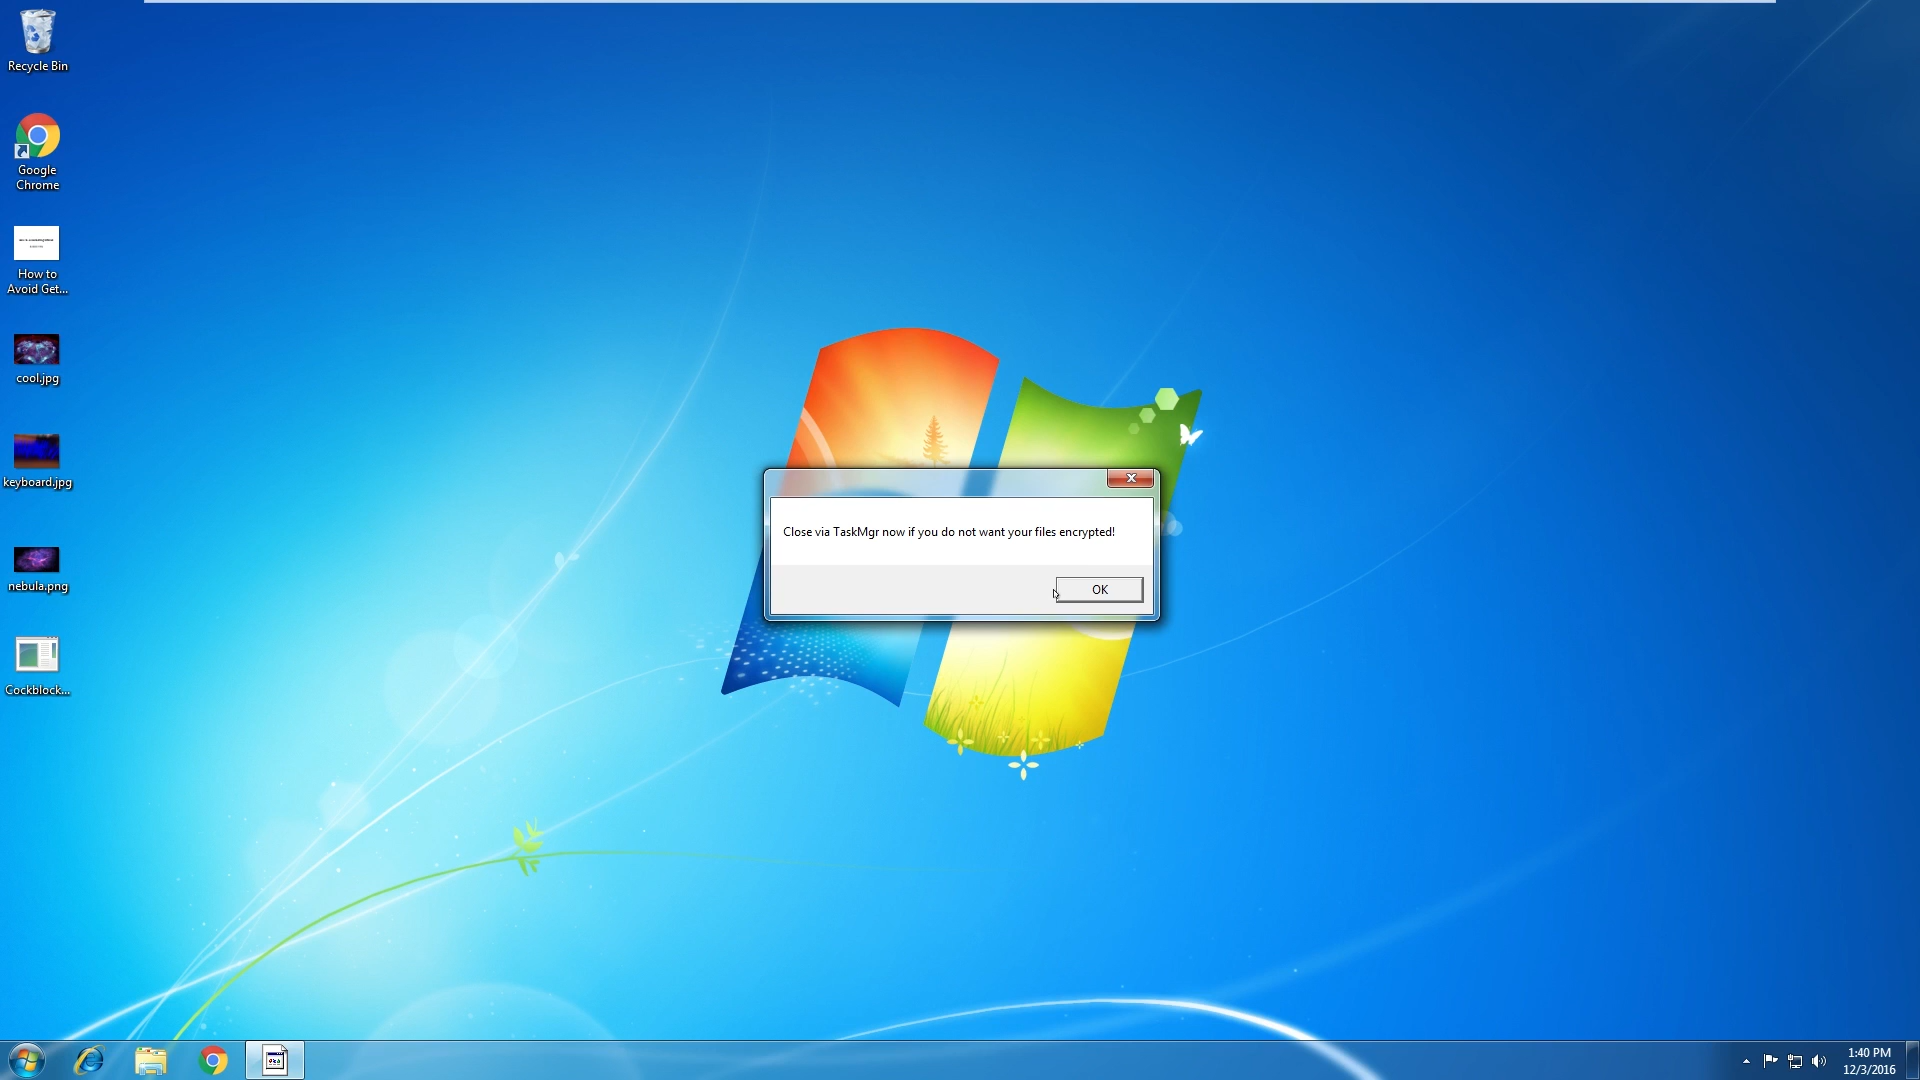 Recycle Bin
Google
Chrome
How to
Avoid Get...
cool.jpg
keyboard.jpg
nebula.png
Cockblock...
Close via TaskMgr now if you do not want your files encrypted!
OK
1:40 PM
12/3/2016